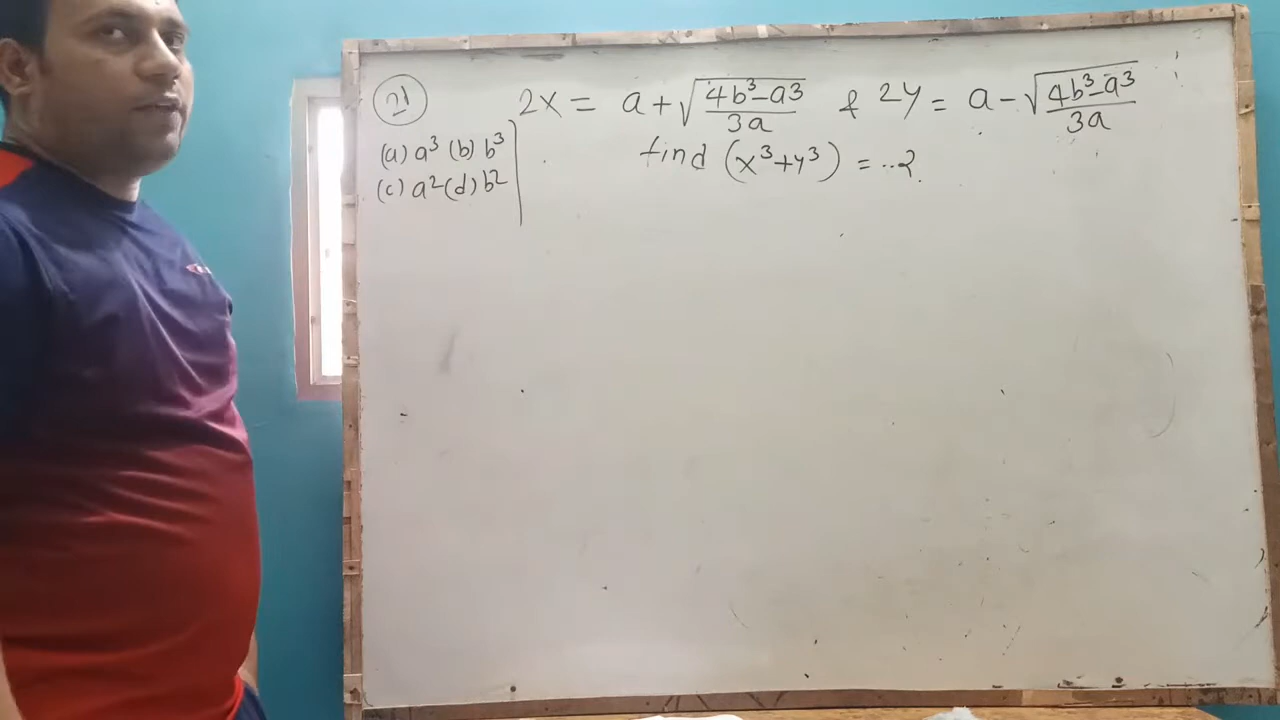 21
2x = a + √(4b³-a³/3a) & 2y = a - √(4b³-a³/3a)
(a) a³ (b) b³
(c) a² (d) b²
find (x³+y³) = ..?